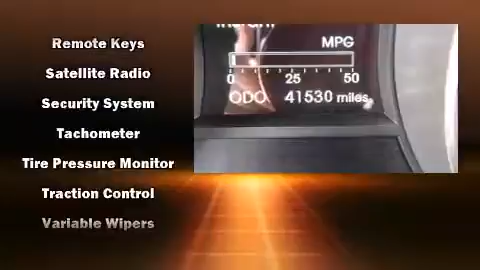 Remote Keys
Satellite Radio
Security System
Tachometer
Tire Pressure Monitor
Traction Control
Variable Wipers
MPG
0 25 50
ODO 41530 miles